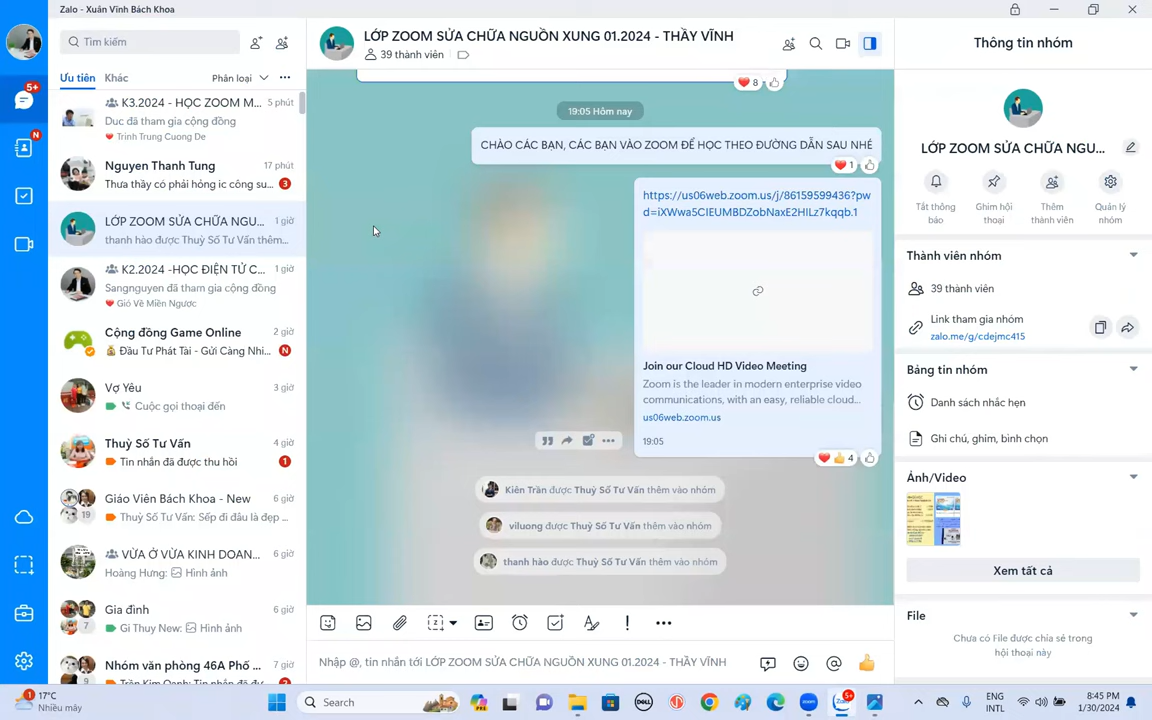 Zalo - Xuân Vĩnh Bách Khoa
Tìm kiếm
Ưu tiên
Khác
Phân loại
K3.2024 - HỌC ZOOM M...
5 phút
Duc đã tham gia cộng đồng
Trinh Trung Cuong De
Nguyen Thanh Tung
17 phút
Thưa thầy có phải hỏng ic công su...
3
LỚP ZOOM SỬA CHỮA NGU...
1 giờ
thanh hào được Thuỳ Số Tư Vấn thêm...
K2.2024 -HỌC ĐIỆN TỬ C...
1 giờ
Sangnguyen đã tham gia cộng đồng
Gió Về Miền Ngược
Cộng đồng Game Online
2 giờ
Đầu Tư Phát Tài - Gửi Càng Nhi...
N
Vợ Yêu
3 giờ
Cuộc gọi thoại đến
Thuỳ Số Tư Vấn
4 giờ
Tin nhắn đã được thu hồi
1
Giáo Viên Bách Khoa - New
6 giờ
19
Thuỳ Số Tư Vấn: Sếp đi đâu là đẹp ...
VỪA Ở VỪA KINH DOAN...
6 giờ
Hoàng Hưng: Hình ảnh
Gia đình
6 giờ
7
Gi Thuy New: Hình ảnh
Nhóm văn phòng 46A Phố ...
7 giờ
5+
N
LỚP ZOOM SỬA CHỮA NGUỒN XUNG 01.2024 - THẦY VĨNH
39 thành viên
8
19:05 Hôm nay
CHÀO CÁC BẠN, CÁC BẠN VÀO ZOOM ĐỂ HỌC THEO ĐƯỜNG DẪN SAU NHÉ
1
https://us06web.zoom.us/j/86159599436?pw
d=iXWwa5CIEUMBDZobNaxE2HILz7kqqb.1
Join our Cloud HD Video Meeting
Zoom is the leader in modern enterprise video
communications, with an easy, reliable cloud...
us06web.zoom.us
19:05
4
Kiên Trần được Thuỳ Số Tư Vấn thêm vào nhóm
viluong được Thuỳ Số Tư Vấn thêm vào nhóm
thanh hào được Thuỳ Số Tư Vấn thêm vào nhóm
Nhập @, tin nhắn tới LỚP ZOOM SỬA CHỮA NGUỒN XUNG 01.2024 - THẦY VĨNH
Thông tin nhóm
LỚP ZOOM SỬA CHỮA NGU...
Tắt thông
báo
Ghim hội
thoại
Thêm
thành viên
Quản lý
nhóm
Thành viên nhóm
39 thành viên
Link tham gia nhóm
zalo.me/g/cdejmc415
Bảng tin nhóm
Danh sách nhắc hẹn
Ghi chú, ghim, bình chọn
Ảnh/Video
Xem tất cả
File
Chưa có File được chia sẻ trong
hội thoại này
17°C
Nhiều mây
1
Search
DELL
zoom
Zalo
5+
ENG
INTL
8:45 PM
1/30/2024